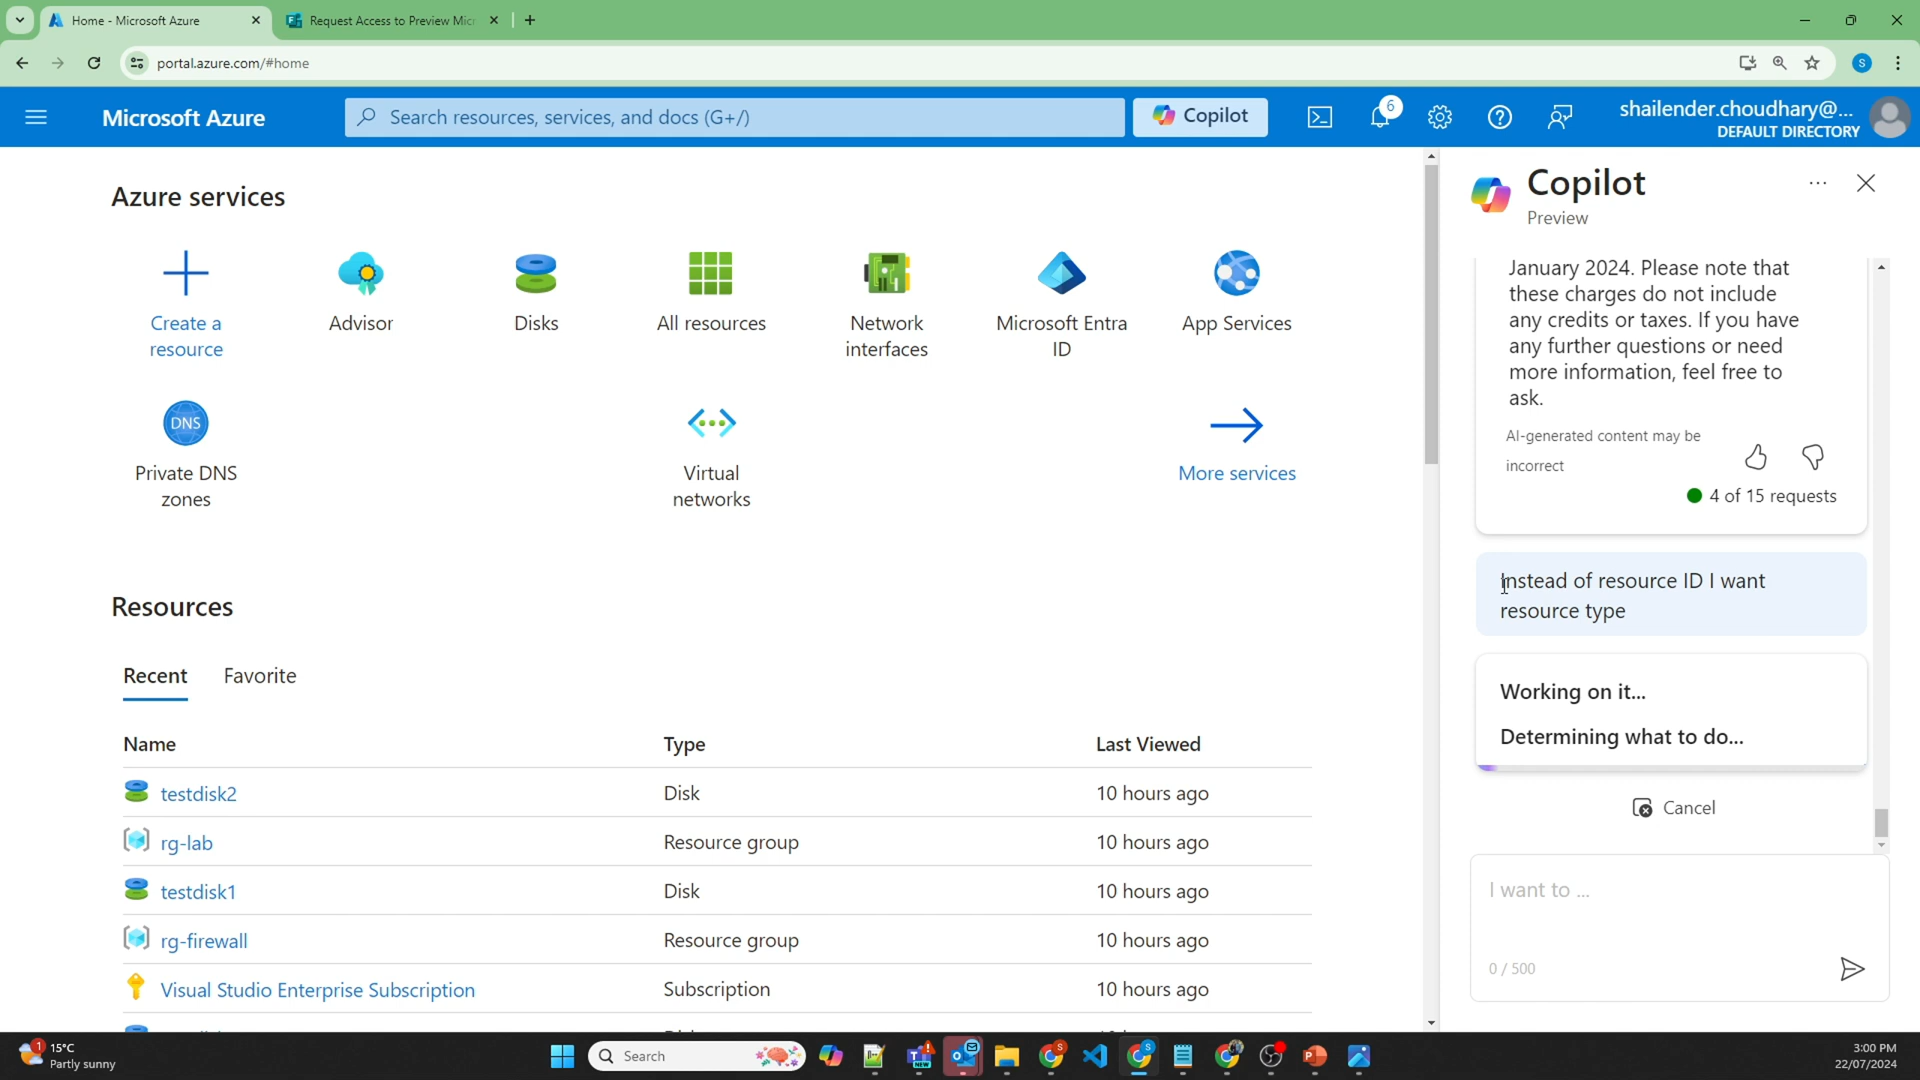 Home - Microsoft Azure
Request Access to Preview Micr
portal.azure.com/#home
S
Microsoft Azure
Search resources, services, and docs (G+/)
Copilot
6
shailender.choudhary@...
DEFAULT DIRECTORY
Azure services
Create a
resource
Advisor
Disks
All resources
Network
interfaces
Microsoft Entra
ID
App Services
DNS
Private DNS
zones
Virtual
networks
More services
Resources
Recent
Favorite
Name
Type
Last Viewed
testdisk2
Disk
10 hours ago
rg-lab
Resource group
10 hours ago
testdisk1
Disk
10 hours ago
rg-firewall
Resource group
10 hours ago
Visual Studio Enterprise Subscription
Subscription
10 hours ago
Copilot
Preview
January 2024. Please note that
these charges do not include
any credits or taxes. If you have
any further questions or need
more information, feel free to
ask.
AI-generated content may be
incorrect
4 of 15 requests
Instead of resource ID I want
resource type
Working on it...
Determining what to do...
Cancel
I want to ...
0 / 500
1
15°C
Partly sunny
Search
NEW
3:00 PM
22/07/2024